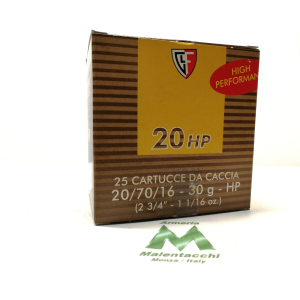 HIGH
PERFORMAN
20 HP
25 CARTUCCE DA CACCIA
20/70/16 - 30 g - HP
(2 3/4" - 1 1/16 oz.)
Armeria
M
Malentacchi
Monza / Italy